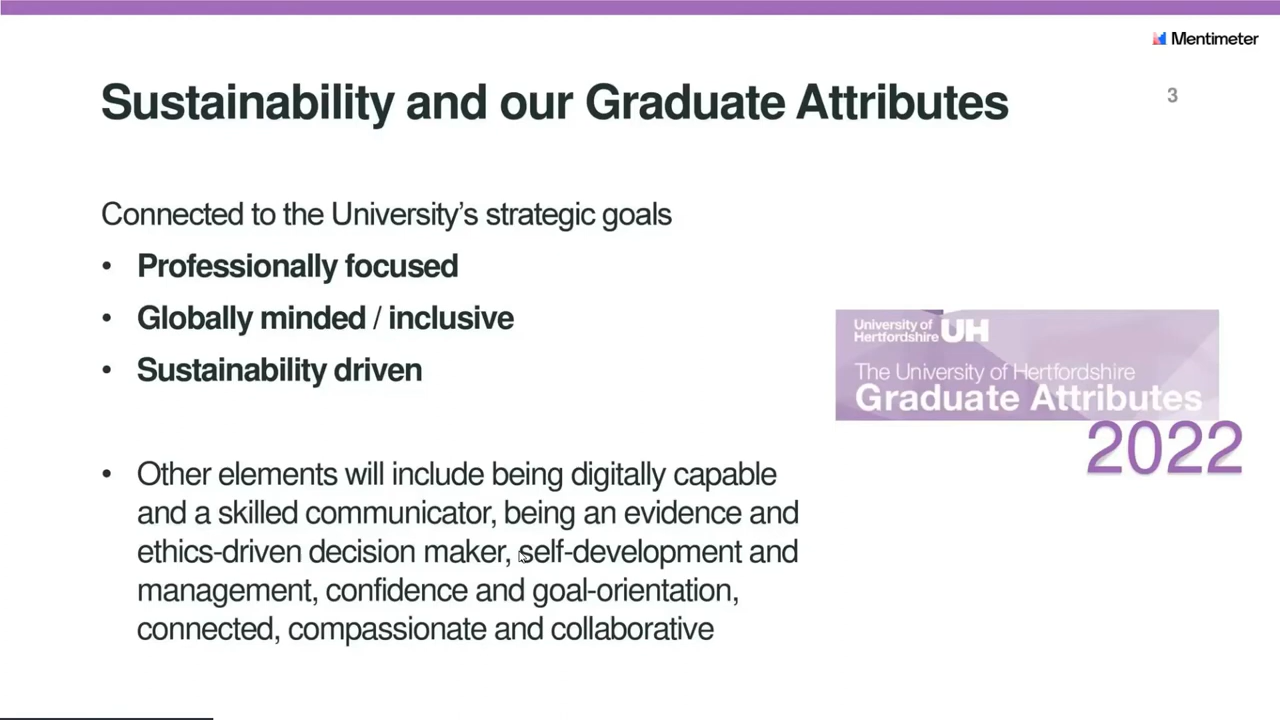 Mentimeter
Sustainability and our Graduate Attributes
3
Connected to the University’s strategic goals
• Professionally focused
• Globally minded / inclusive
• Sustainability driven
University of
Hertfordshire UH
The University of Hertfordshire
Graduate Attributes
2022
• Other elements will include being digitally capable
and a skilled communicator, being an evidence and
ethics-driven decision maker, self-development and
management, confidence and goal-orientation,
connected, compassionate and collaborative